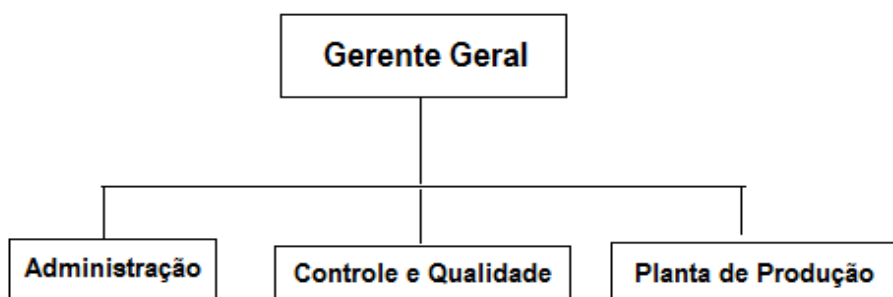 Gerente Geral
Administração
Controle e Qualidade
Planta de Produção